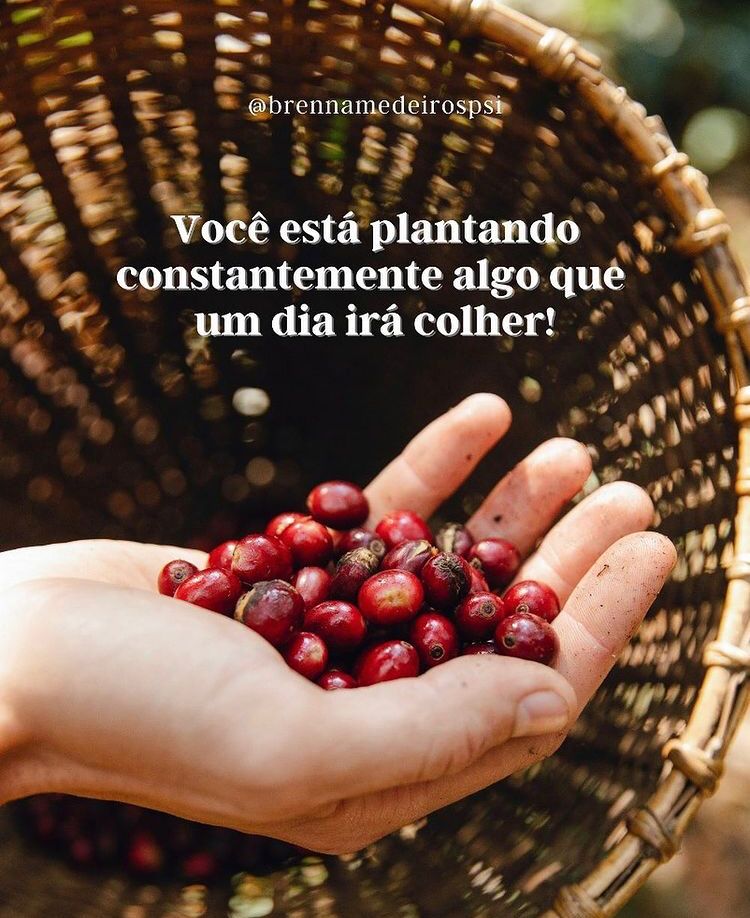 @brennamedeirospsi
Você está plantando
constantemente algo que
um dia irá colher!